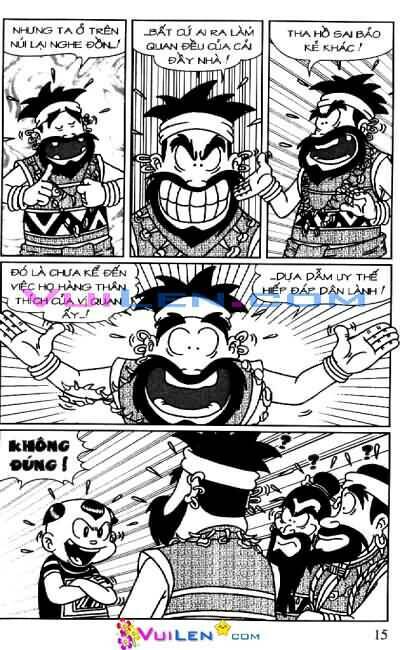 NHƯNG TA Ở TRÊN
NÚI LẠI NGHE ĐỒN..!
..BẤT CỨ AI RA LÀM
QUAN ĐỀU CỦA CẢI
ĐẦY NHÀ !
THA HỒ SAI BẢO
KẺ KHÁC !
ĐÓ LÀ CHƯA KỂ ĐẾN
VIỆC HỌ HÀNG THÂN
THÍCH CỦA VỊ QUAN
ẤY...
..DỰA DẪM UY THẾ
HIẾP ĐÁP DÂN LÀNH !
VUILEN.COM
KHÔNG
ĐÚNG !
?
?
?
15
VUILEN.COM